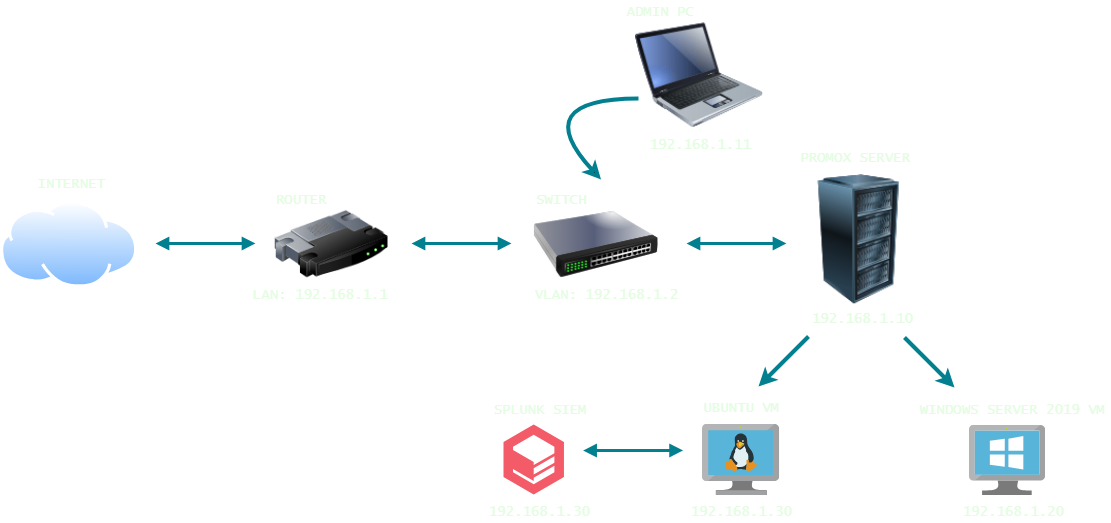 ADMIN PC
192.168.1.11
PROMOX SERVER
INTERNET
ROUTER
SWITCH
LAN: 192.168.1.1
VLAN: 192.168.1.2
192.168.1.10
SPLUNK SIEM
UBUNTU VM
WINDOWS SERVER 2019 VM
192.168.1.30
192.168.1.30
192.168.1.20